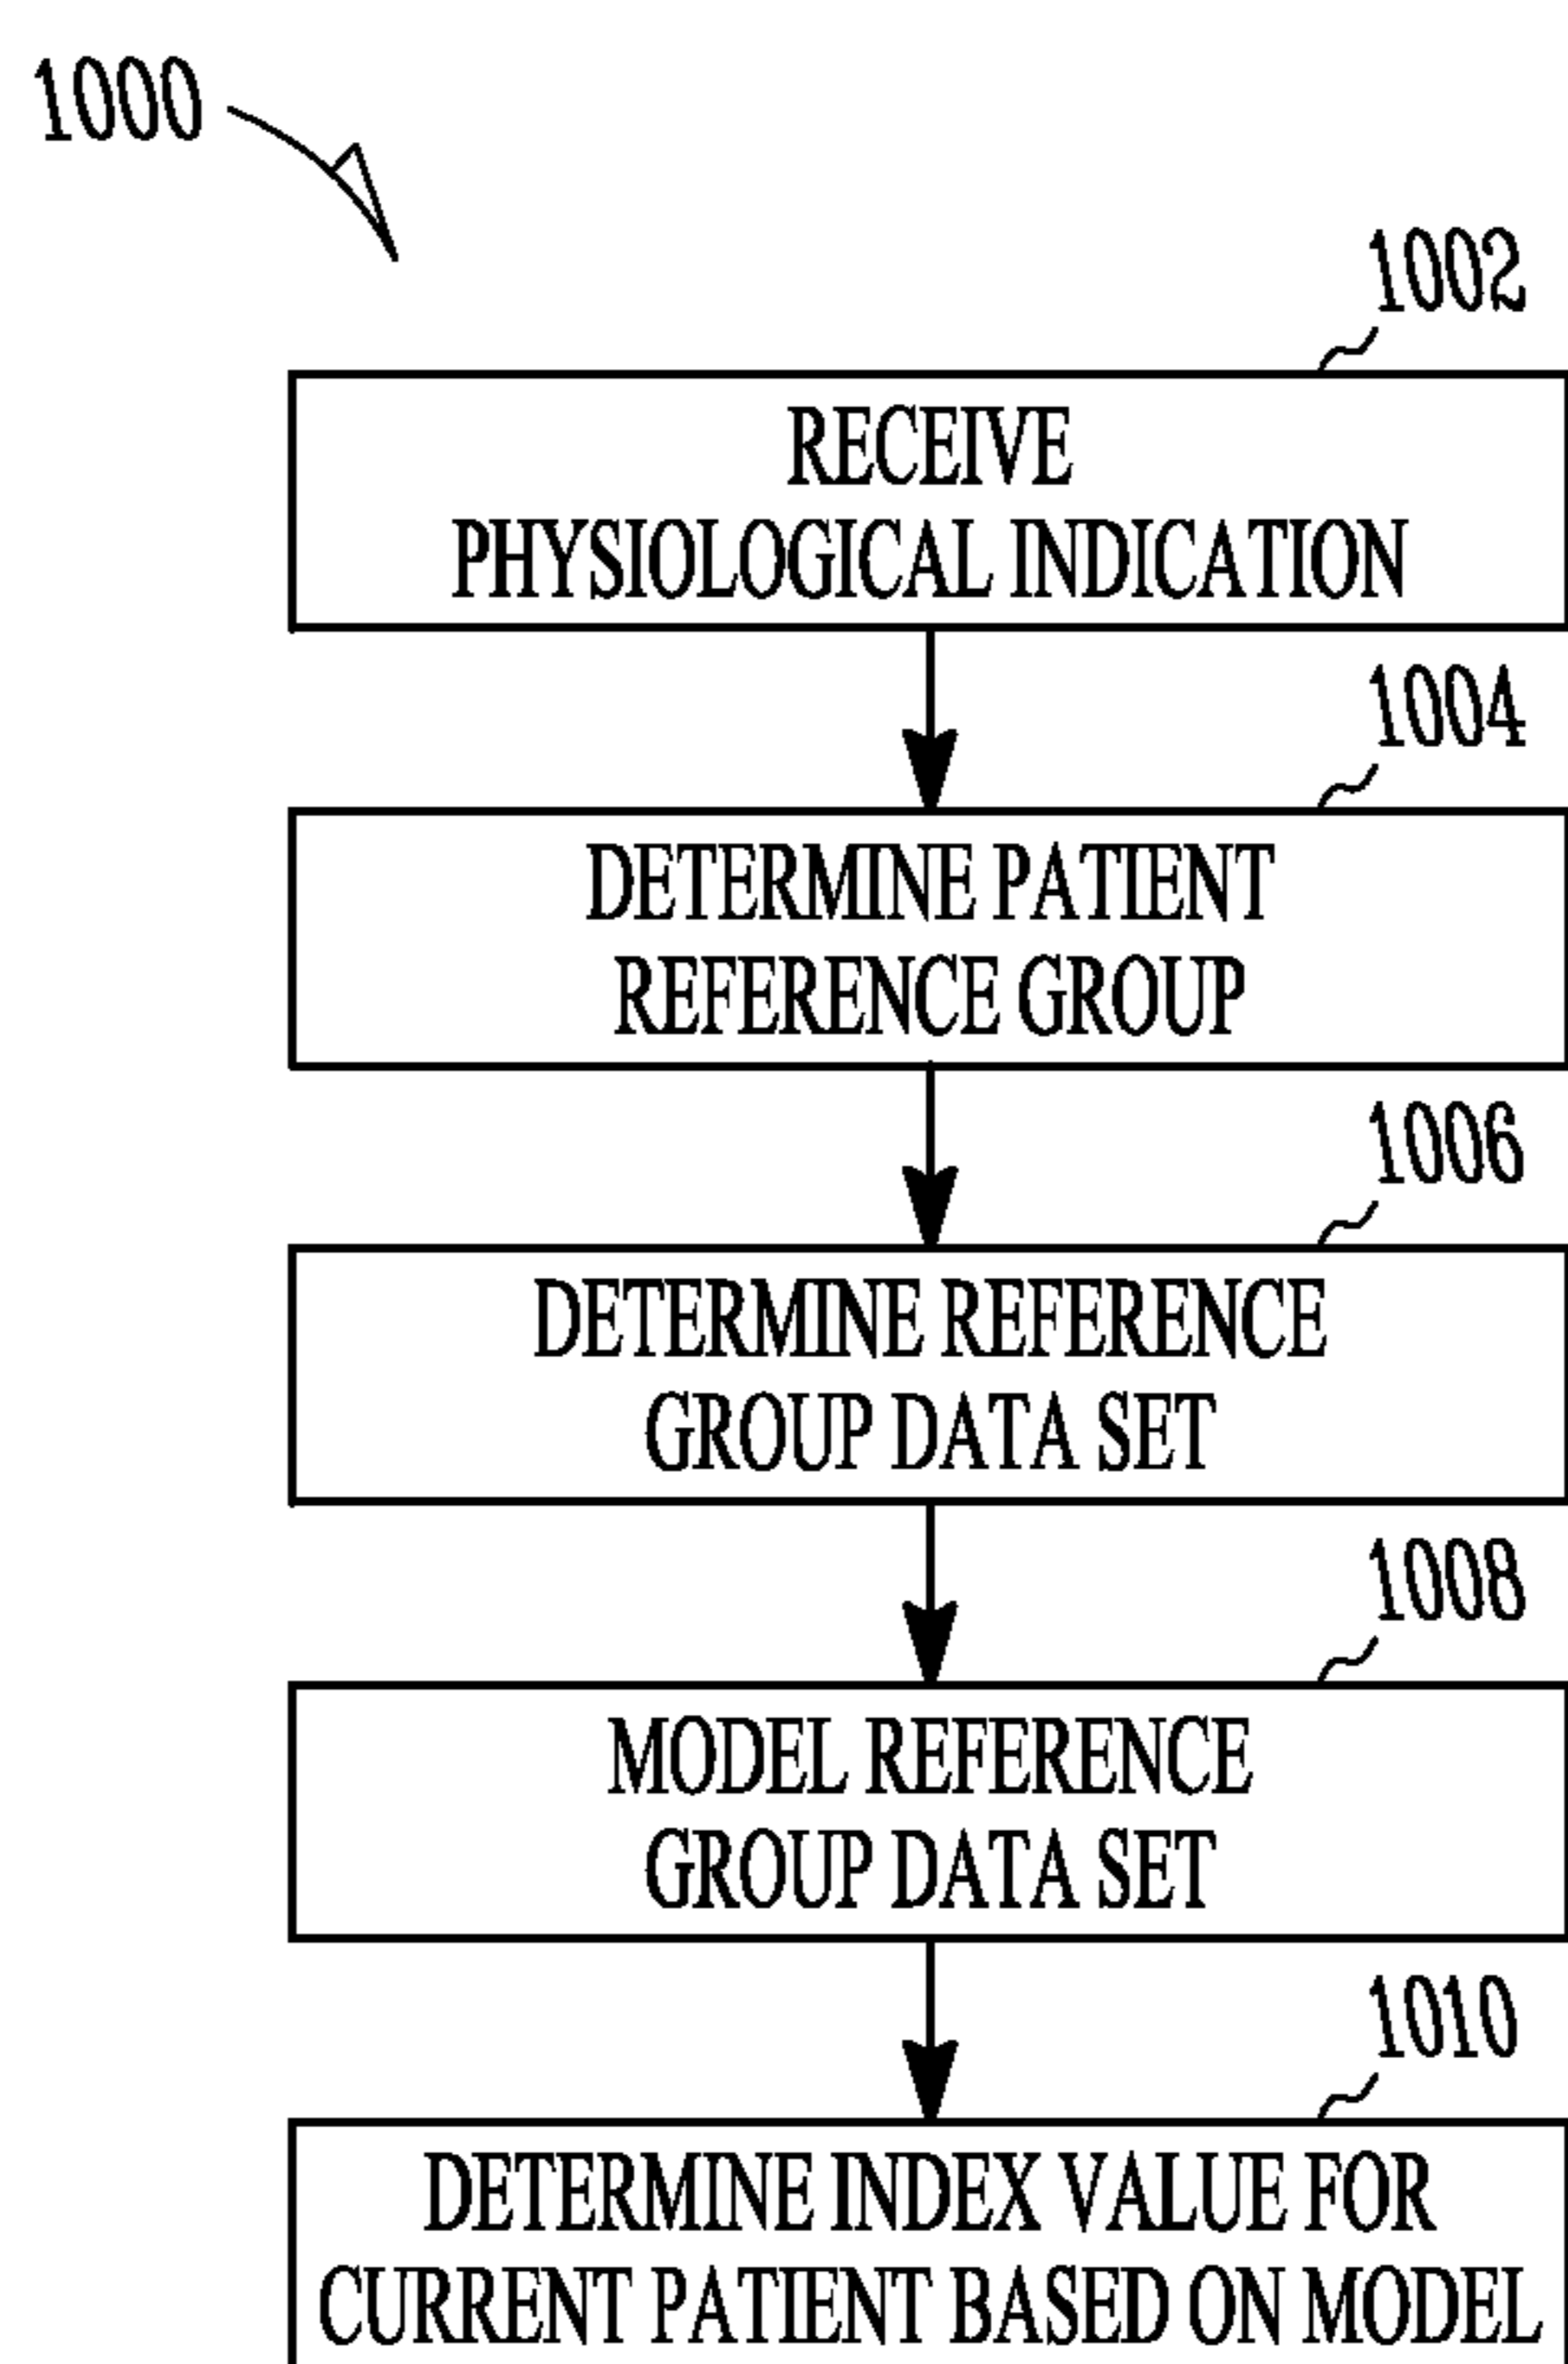 1000
1002
RECEIVE
PHYSIOLOGICAL INDICATION
1004
DETERMINE PATIENT
REFERENCE GROUP
1006
DETERMINE REFERENCE
GROUP DATA SET
1008
MODEL REFERENCE
GROUP DATA SET
1010
DETERMINE INDEX VALUE FOR
CURRENT PATIENT BASED ON MODEL